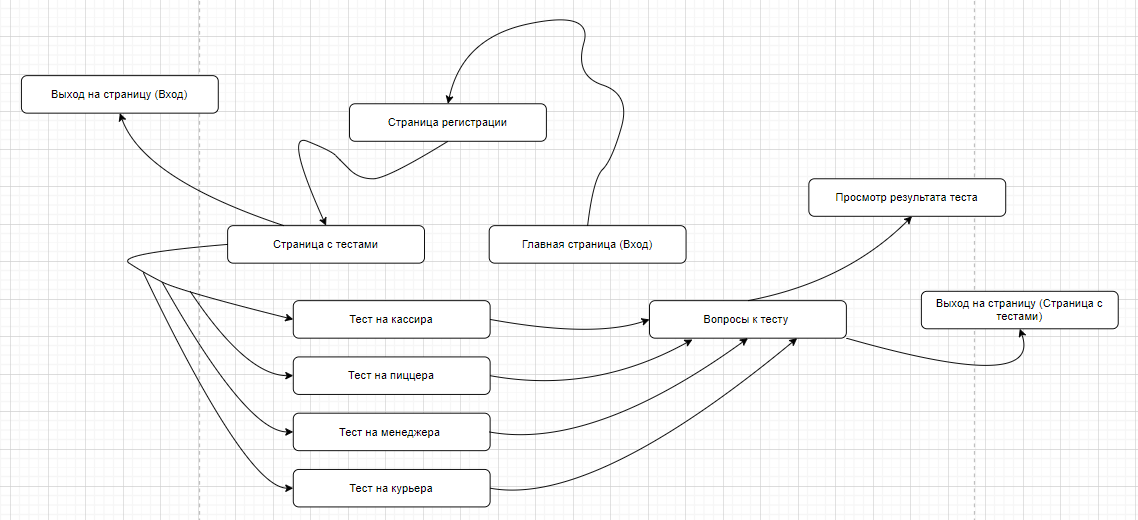 Выход на страницу (Вход)
Страница регистрации
Просмотр результата теста
Страница с тестами
Главная страница (Вход)
Тест на кассира
Вопросы к тесту
Выход на страницу (Страница с
тестами)
Тест на пиццера
Тест на менеджера
Тест на курьера